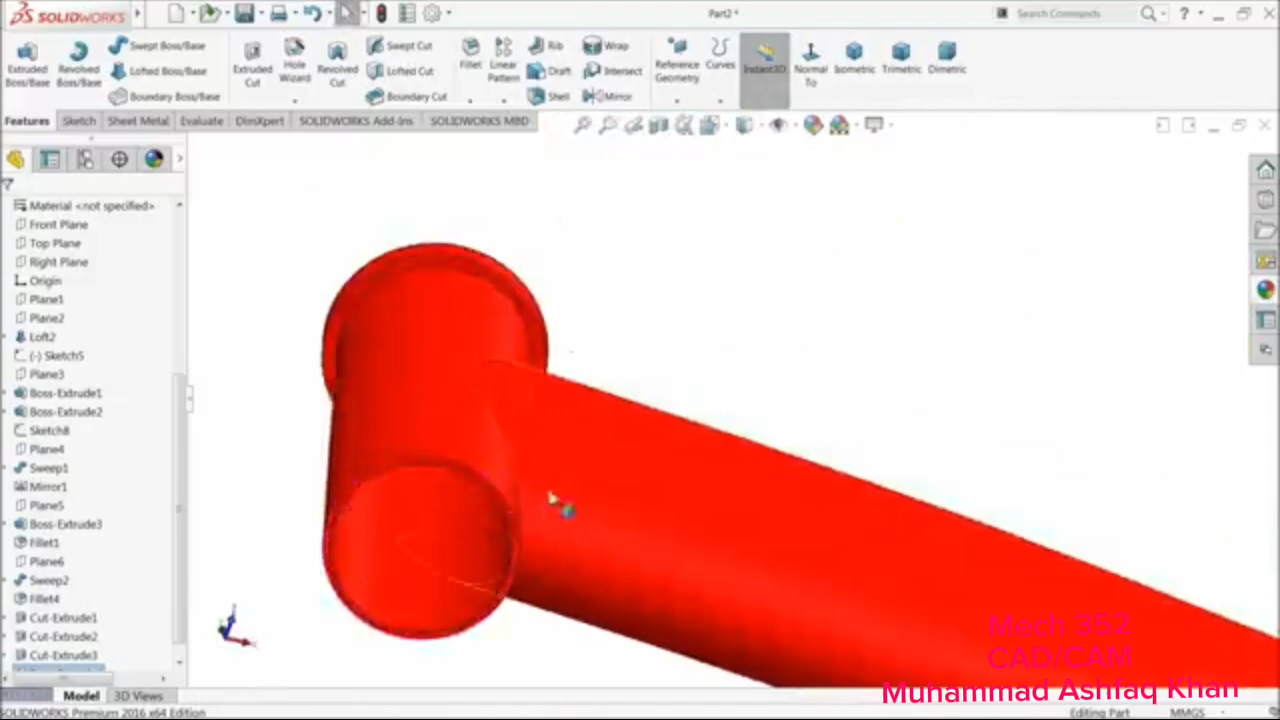 SOLIDWORKS
Part2 *
Search Commands
Extruded Boss/Base
Revolved Boss/Base
Swept Boss/Base
Lofted Boss/Base
Boundary Boss/Base
Extruded Cut
Hole Wizard
Revolved Cut
Swept Cut
Lofted Cut
Boundary Cut
Fillet
Linear Pattern
Rib
Draft
Shell
Wrap
Intersect
Mirror
Reference Geometry
Curves
Instant3D
Normal To
Isometric
Trimetric
Dimetric
Features Sketch Sheet Metal Evaluate DimXpert SOLIDWORKS Add-Ins SOLIDWORKS MBD
Material <not specified>
Front Plane
Top Plane
Right Plane
Origin
Plane1
Plane2
Loft2
(-) Sketch5
Plane3
Boss-Extrude1
Boss-Extrude2
Sketch8
Plane4
Sweep1
Mirror1
Plane5
Boss-Extrude3
Fillet1
Plane6
Sweep2
Fillet4
Cut-Extrude1
Cut-Extrude2
Cut-Extrude3
Mech 352
CAD/CAM
Muhammad Ashfaq Khan
Model 3D Views
SOLIDWORKS Premium 2016 x64 Edition
Editing Part
MMGS